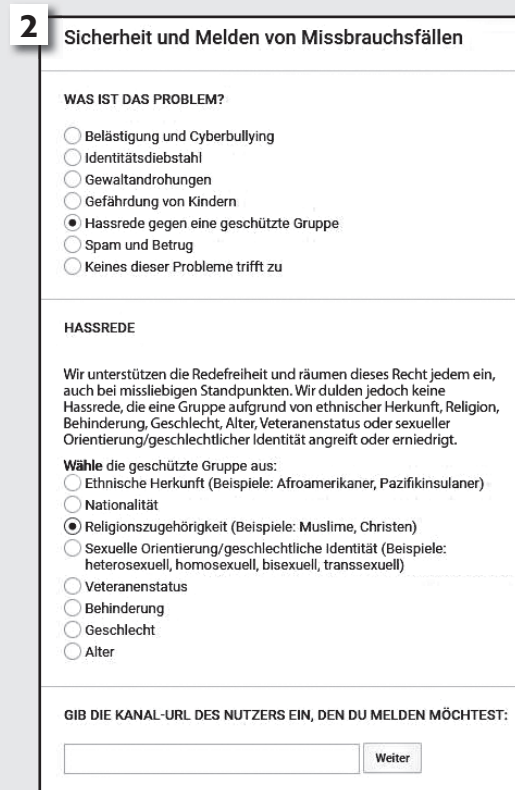 2
Sicherheit und Melden von Missbrauchsfällen
WAS IST DAS PROBLEM?
Belästigung und Cyberbullying
Identitätsdiebstahl
Gewaltandrohungen
Gefährdung von Kindern
Hassrede gegen eine geschützte Gruppe
Spam und Betrug
Keines dieser Probleme trifft zu
HASSREDE
Wir unterstützen die Redefreiheit und räumen dieses Recht jedem ein,
auch bei missliebigen Standpunkten. Wir dulden jedoch keine
Hassrede, die eine Gruppe aufgrund von ethnischer Herkunft, Religion,
Behinderung, Geschlecht, Alter, Veteranenstatus oder sexueller
Orientierung/geschlechtlicher Identität angreift oder erniedrigt.
Wähle die geschützte Gruppe aus:
Ethnische Herkunft (Beispiele: Afroamerikaner, Pazifikinsulaner)
Nationalität
Religionszugehörigkeit (Beispiele: Muslime, Christen)
Sexuelle Orientierung/geschlechtliche Identität (Beispiele:
heterosexuell, homosexuell, bisexuell, transsexuell)
Veteranenstatus
Behinderung
Geschlecht
Alter
GIB DIE KANAL-URL DES NUTZERS EIN, DEN DU MELDEN MÖCHTEST:
Weiter